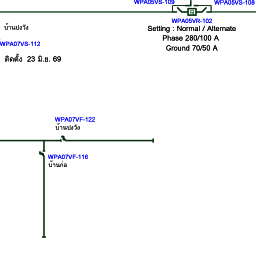 WPA05VS-109
WPA05VS-108
R
WPA05VR-102
Setting : Normal / Alternate
Phase 280/100 A
Ground 70/50 A
บ้านปงวัง
WPA07VS-112
ติดตั้ง 23 มิ.ย. 69
WPA07VF-122
บ้านปงวัง
WPA07VF-116
บ้านก่อ